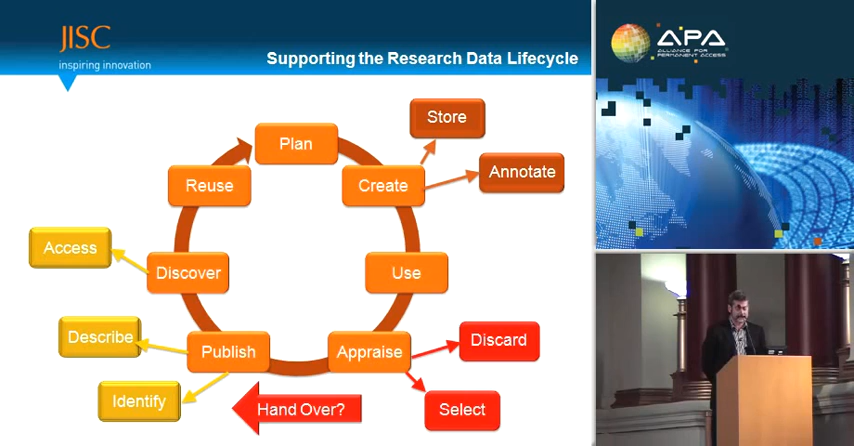 JISC
inspiring innovation
Supporting the Research Data Lifecycle
APA
ALLIANCE FOR
PERMANENT ACCESS
Plan
Store
Create
Annotate
Reuse
Access
Discover
Use
Describe
Publish
Appraise
Discard
Identify
Hand Over?
Select